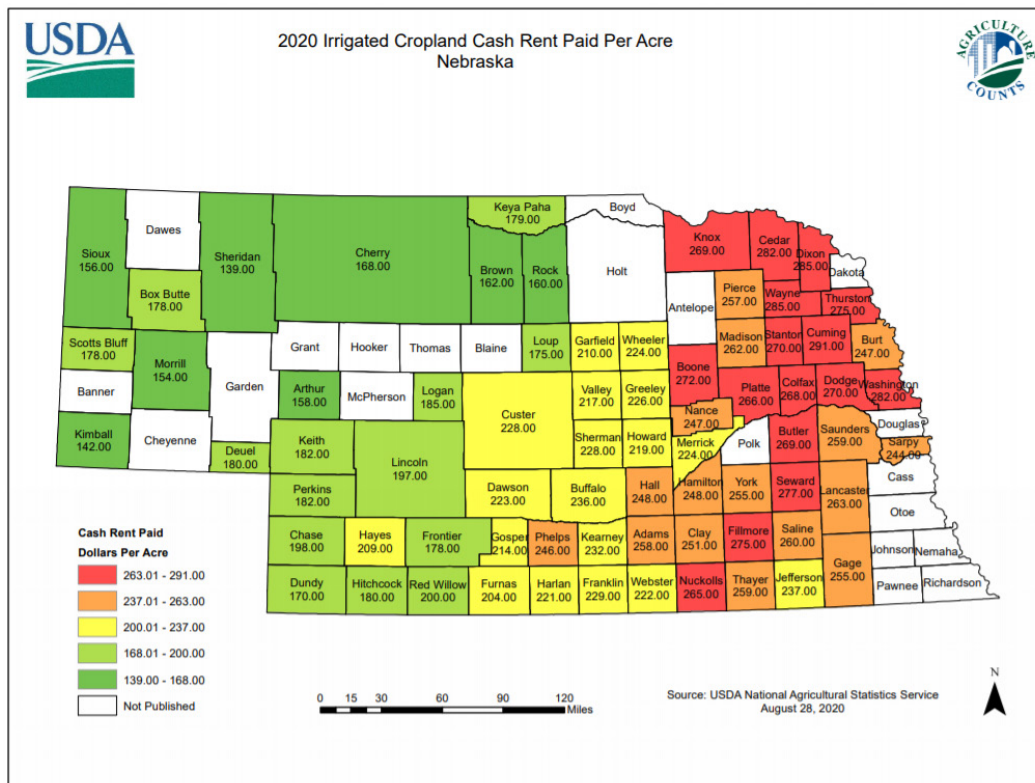 USDA
2020 Irrigated Cropland Cash Rent Paid Per Acre
Nebraska
AGRICULTURE
COUNTS
Sioux
156.00
Dawes
Sheridan
139.00
Cherry
168.00
Keya Paha
179.00
Boyd
Brown
162.00
Rock
160.00
Holt
Knox
269.00
Cedar
282.00
Dixon
285.00
Dakota
Box Butte
178.00
Antelope
Pierce
257.00
Wayne
285.00
Thurston
275.00
Scotts Bluff
178.00
Morrill
154.00
Garden
Grant
Hooker
Thomas
Blaine
Loup
175.00
Garfield
210.00
Wheeler
224.00
Madison
262.00
Stanton
270.00
Cuming
291.00
Burt
247.00
Banner
Arthur
158.00
McPherson
Logan
185.00
Custer
228.00
Valley
217.00
Greeley
226.00
Boone
272.00
Platte
266.00
Colfax
268.00
Dodge
270.00
Washington
282.00
Nance
247.00
Kimball
142.00
Cheyenne
Deuel
180.00
Keith
182.00
Lincoln
197.00
Sherman
228.00
Howard
219.00
Merrick
224.00
Polk
Butler
269.00
Saunders
259.00
Douglas
Sarpy
244.00
Perkins
182.00
Dawson
223.00
Buffalo
236.00
Hall
248.00
Hamilton
248.00
York
255.00
Seward
277.00
Lancaster
263.00
Cass
Otoe
Chase
198.00
Hayes
209.00
Frontier
178.00
Gosper
214.00
Phelps
246.00
Kearney
232.00
Adams
258.00
Clay
251.00
Fillmore
275.00
Saline
260.00
Gage
255.00
Johnson
Nemaha
Dundy
170.00
Hitchcock
180.00
Red Willow
200.00
Furnas
204.00
Harlan
221.00
Franklin
229.00
Webster
222.00
Nuckolls
265.00
Thayer
259.00
Jefferson
237.00
Pawnee
Richardson
Cash Rent Paid
Dollars Per Acre
263.01 - 291.00
237.01 - 263.00
200.01 - 237.00
168.01 - 200.00
139.00 - 168.00
Not Published
0 15 30 60 90 120
Miles
Source: USDA National Agricultural Statistics Service
August 28, 2020
N